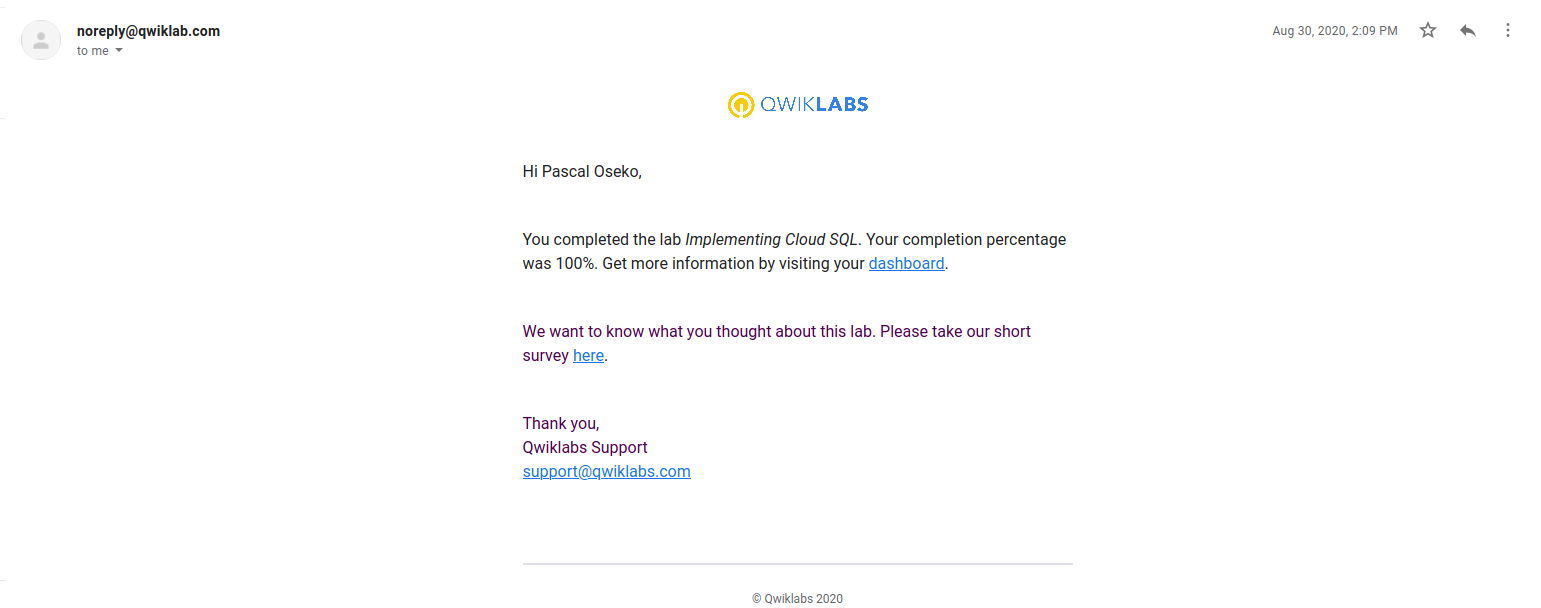 noreply@qwiklab.com
Aug 30, 2020, 2:09 PM
to me
QWIKLABS
Hi Pascal Oseko,
You completed the lab Implementing Cloud SQL. Your completion percentage
was 100%. Get more information by visiting your dashboard.
We want to know what you thought about this lab. Please take our short
survey here.
Thank you,
Qwiklabs Support
support@qwiklabs.com
© Qwiklabs 2020